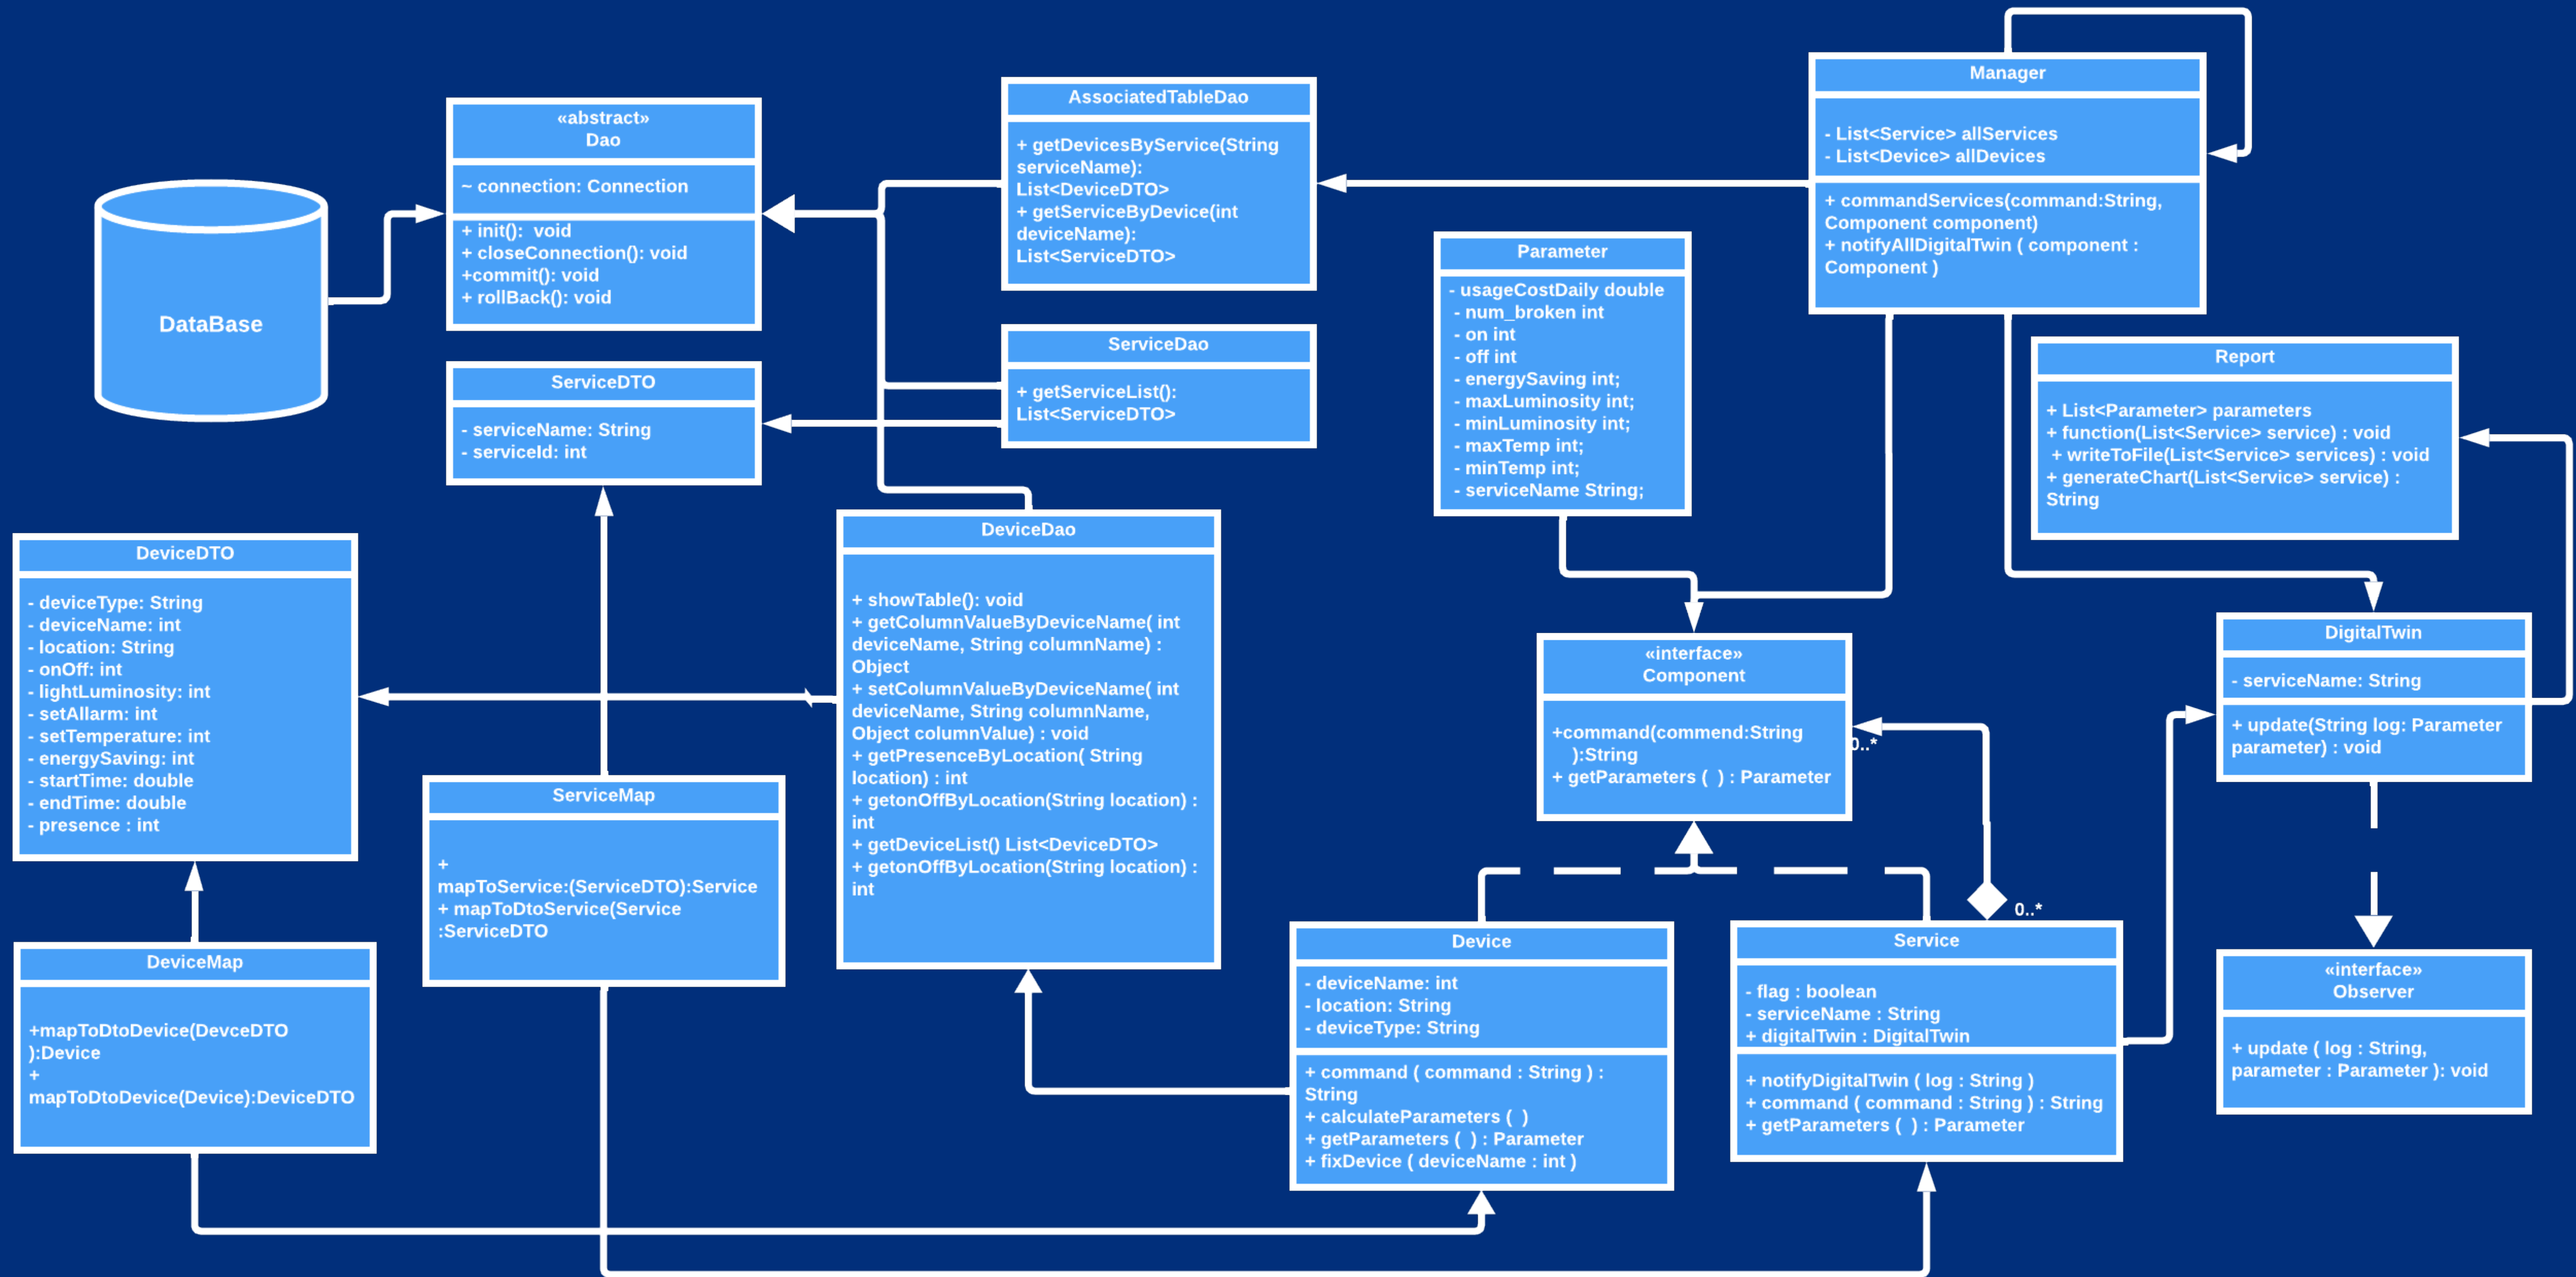 DataBase
«abstract»
Dao
~ connection: Connection
+ init():  void
+ closeConnection(): void
+commit(): void
+ rollBack(): void
ServiceDTO
- serviceName: String
- serviceId: int
AssociatedTableDao
+ getDevicesByService(String
serviceName):
List<DeviceDTO>
+ getServiceByDevice(int
deviceName):
List<ServiceDTO>
ServiceDao
+ getServiceList():
List<ServiceDTO>
Manager
- List<Service> allServices
- List<Device> allDevices
+ commandServices(command:String,
Component component)
+ notifyAllDigitalTwin ( component :
Component )
Parameter
- usageCostDaily double
- num_broken int
- on int
- off int
- energySaving int;
- maxLuminosity int;
- minLuminosity int;
- maxTemp int;
- minTemp int;
- serviceName String;
Report
+ List<Parameter> parameters
+ function(List<Service> service) : void
+ writeToFile(List<Service> services) : void
+ generateChart(List<Service> service) :
String
DeviceDTO
- deviceType: String
- deviceName: int
- location: String
- onOff: int
- lightLuminosity: int
- setAllarm: int
- setTemperature: int
- energySaving: int
- startTime: double
- endTime: double
- presence : int
DeviceDao
+ showTable(): void
+ getColumnValueByDeviceName( int
deviceName, String columnName) :
Object
+ setColumnValueByDeviceName( int
deviceName, String columnName,
Object columnValue) : void
+ getPresenceByLocation( String
location) : int
+ getonOffByLocation(String location) :
int
+ getDeviceList() List<DeviceDTO>
+ getonOffByLocation(String location) :
int
«interface»
Component
+command(commend:String
):String
+ getParameters (  ) : Parameter
0..*
0..*
DigitalTwin
- serviceName: String
+ update(String log: Parameter
parameter) : void
ServiceMap
+
mapToService:(ServiceDTO):Service
+ mapToDtoService(Service
:ServiceDTO
DeviceMap
+mapToDtoDevice(DevceDTO
):Device
+
mapToDtoDevice(Device):DeviceDTO
Device
- deviceName: int
- location: String
- deviceType: String
+ command ( command : String ) :
String
+ calculateParameters (  )
+ getParameters (  ) : Parameter
+ fixDevice ( deviceName : int )
Service
- flag : boolean
- serviceName : String
+ digitalTwin : DigitalTwin
+ notifyDigitalTwin ( log : String )
+ command ( command : String ) : String
+ getParameters (  ) : Parameter
«interface»
Observer
+ update ( log : String,
parameter : Parameter ): void